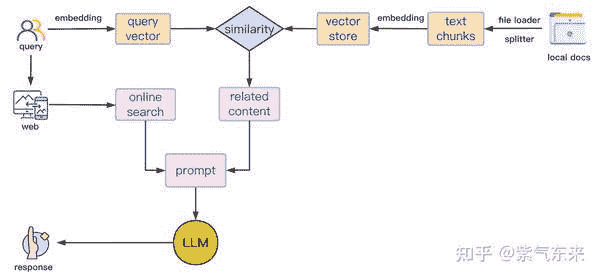 query
embedding
query
vector
similarity
vector
store
embedding
text
chunks
file loader
splitter
local docs
web
online
search
related
content
prompt
LLM
response
知乎 @紫气东来